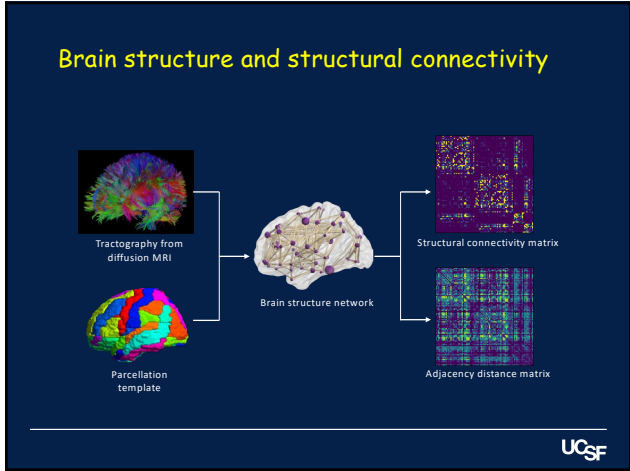 Brain structure and structural connectivity
Tractography from
diffusion MRI
Structural connectivity matrix
Brain structure network
Parcellation
template
Adjacency distance matrix
UCSF